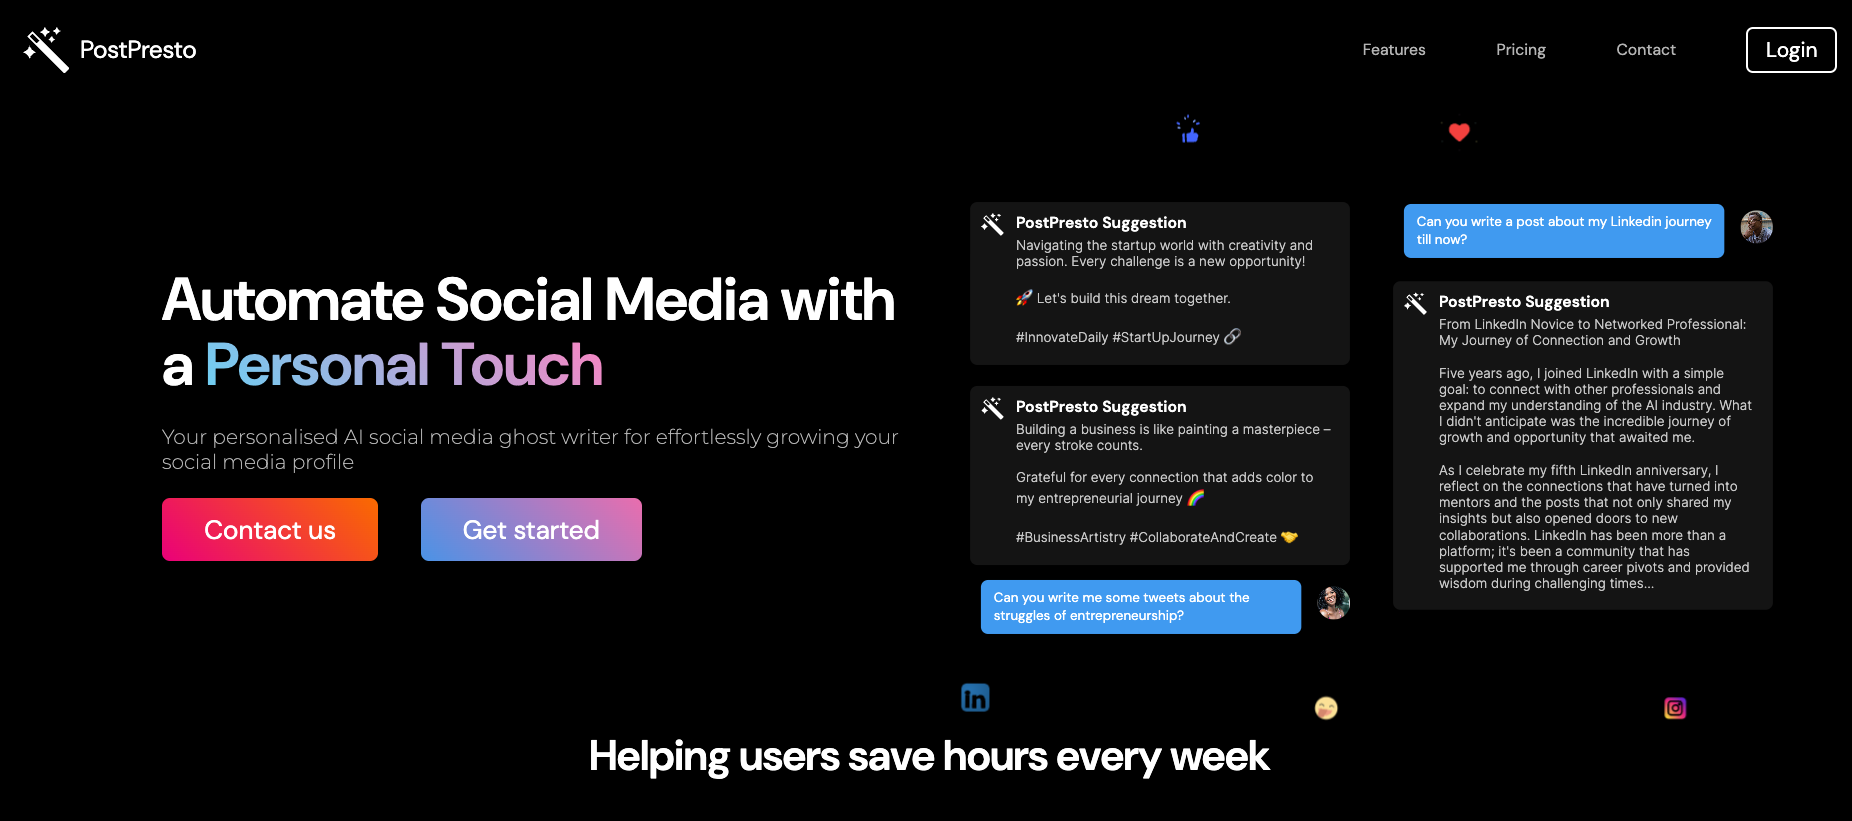 PostPresto
Features
Pricing
Contact
Login
Automate Social Media with
a Personal Touch
Your personalised AI social media ghost writer for effortlessly growing your
social media profile
Contact us
Get started
PostPresto Suggestion
Navigating the startup world with creativity and
passion. Every challenge is a new opportunity!
🚀 Let's build this dream together.
#InnovateDaily #StartUpJourney 🔗
PostPresto Suggestion
Building a business is like painting a masterpiece –
every stroke counts.
Grateful for every connection that adds color to
my entrepreneurial journey 🌈
#BusinessArtistry #CollaborateAndCreate 🤝
Can you write me some tweets about the
struggles of entrepreneurship?
Can you write a post about my Linkedin journey
till now?
PostPresto Suggestion
From LinkedIn Novice to Networked Professional:
My Journey of Connection and Growth
Five years ago, I joined LinkedIn with a simple
goal: to connect with other professionals and
expand my understanding of the AI industry. What
I didn't anticipate was the incredible journey of
growth and opportunity that awaited me.
As I celebrate my fifth LinkedIn anniversary, I
reflect on the connections that have turned into
mentors and the posts that not only shared my
insights but also opened doors to new
collaborations. LinkedIn has been more than a
platform; it's been a community that has
supported me through career pivots and provided
wisdom during challenging times...
in
Helping users save hours every week